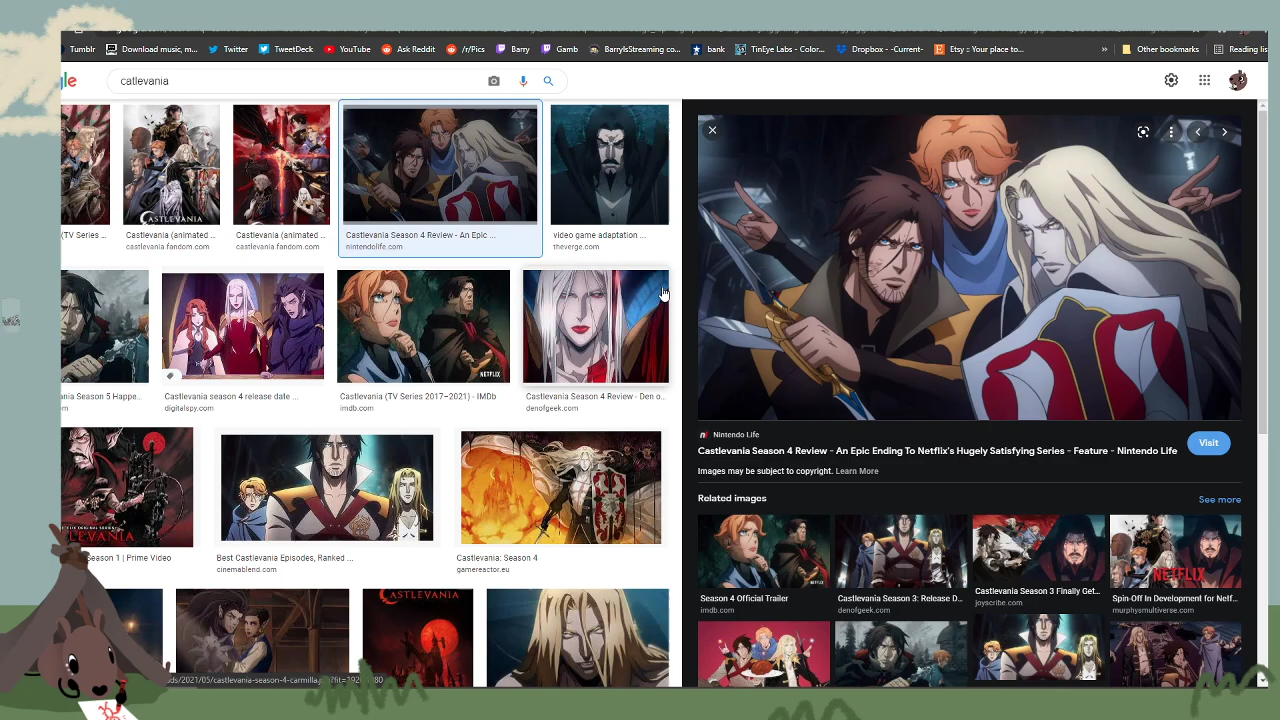 Tumblr Download music, m... Twitter TweetDeck YouTube Ask Reddit /r/Pics Barry Gamb BarryIsStreaming co... bank TinEye Labs - Color... Dropbox - -Current- Etsy :: Your place to... » Other bookmarks Reading list
gle catlevania
CASTLEVANIA
(TV Series ... Castlevania (animated ... Castlevania (animated ... Castlevania Season 4 Review - An Epic ... video game adaptation ...
castlevania.fandom.com castlevania.fandom.com nintendolife.com theverge.com
NETFLIX
nia Season 5 Happe... Castlevania season 4 release date ... Castlevania (TV Series 2017–2021) - IMDb Castlevania Season 4 Review - Den o...
digitalspy.com imdb.com denofgeek.com
Nintendo Life
Castlevania Season 4 Review - An Epic Ending To Netflix's Hugely Satisfying Series - Feature - Nintendo Life
Visit
Images may be subject to copyright. Learn More
Related images See more
eason 1 | Prime Video Best Castlevania Episodes, Ranked ... Castlevania: Season 4
cinemablend.com gamereactor.eu
NETFLIX
NETFLIX
Season 4 Official Trailer Castlevania Season 3: Release D... Castlevania Season 3 Finally Get... Spin-Off In Development for Netf...
imdb.com denofgeek.com joyscribe.com murphysmultiverse.com
CASTLEVANIA